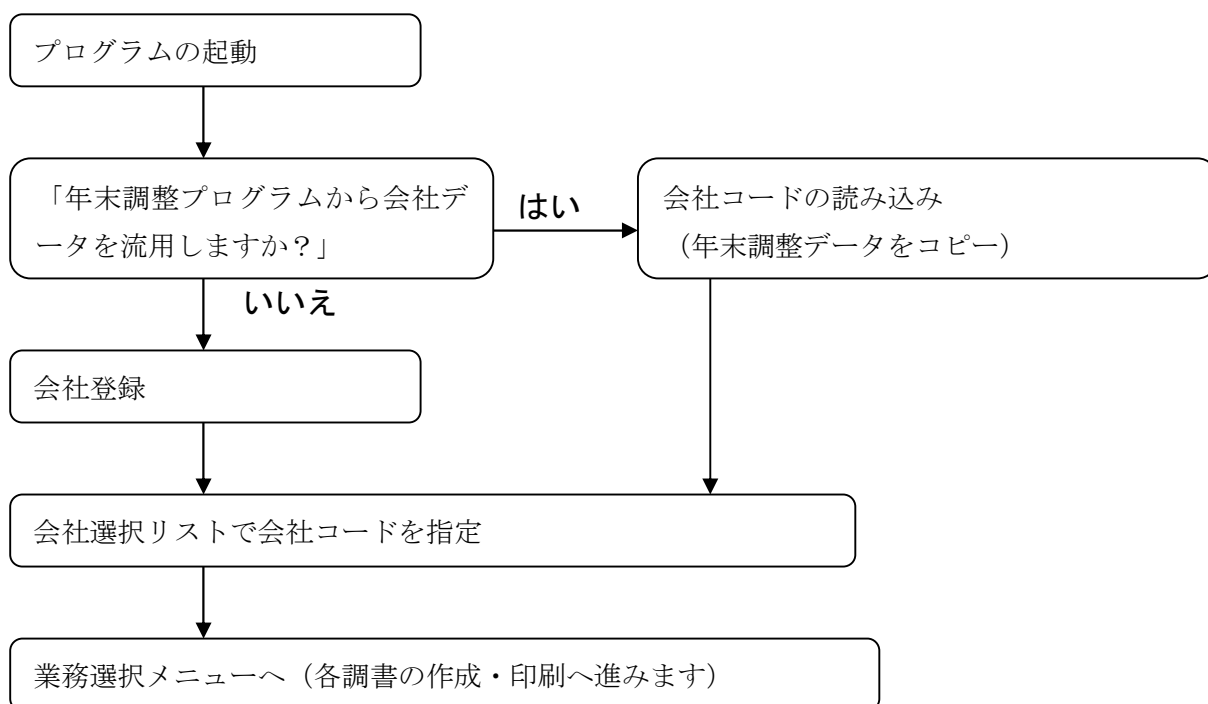 プログラムの起動
「年末調整プログラムから会社デ
ータを流用しますか?」
はい
会社コードの読み込み
(年末調整データをコピー)
いいえ
会社登録
会社選択リストで会社コードを指定
業務選択メニューへ(各調書の作成・印刷へ進みます)